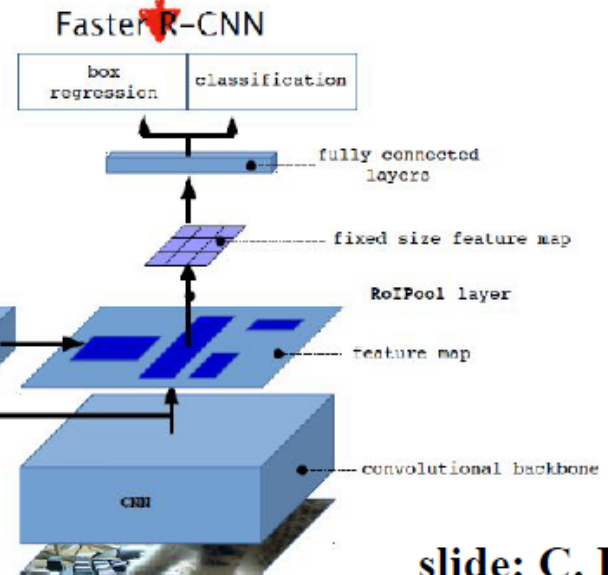 Faster R-CNN
box
regression
classification
fully connected
layers
fixed size feature map
RoIPool layer
feature map
convolutional backbone
CNN
slide: C.